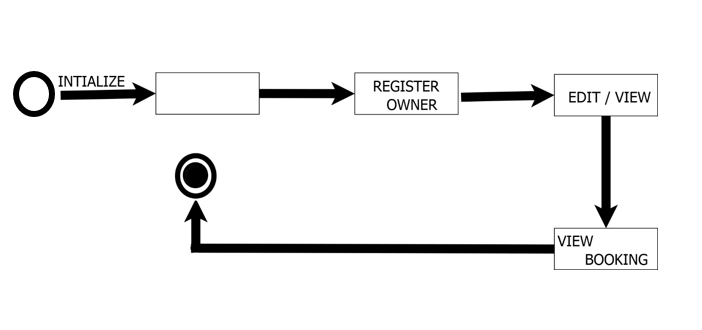 INTIALIZE
REGISTER
OWNER
EDIT / VIEW
VIEW
BOOKING